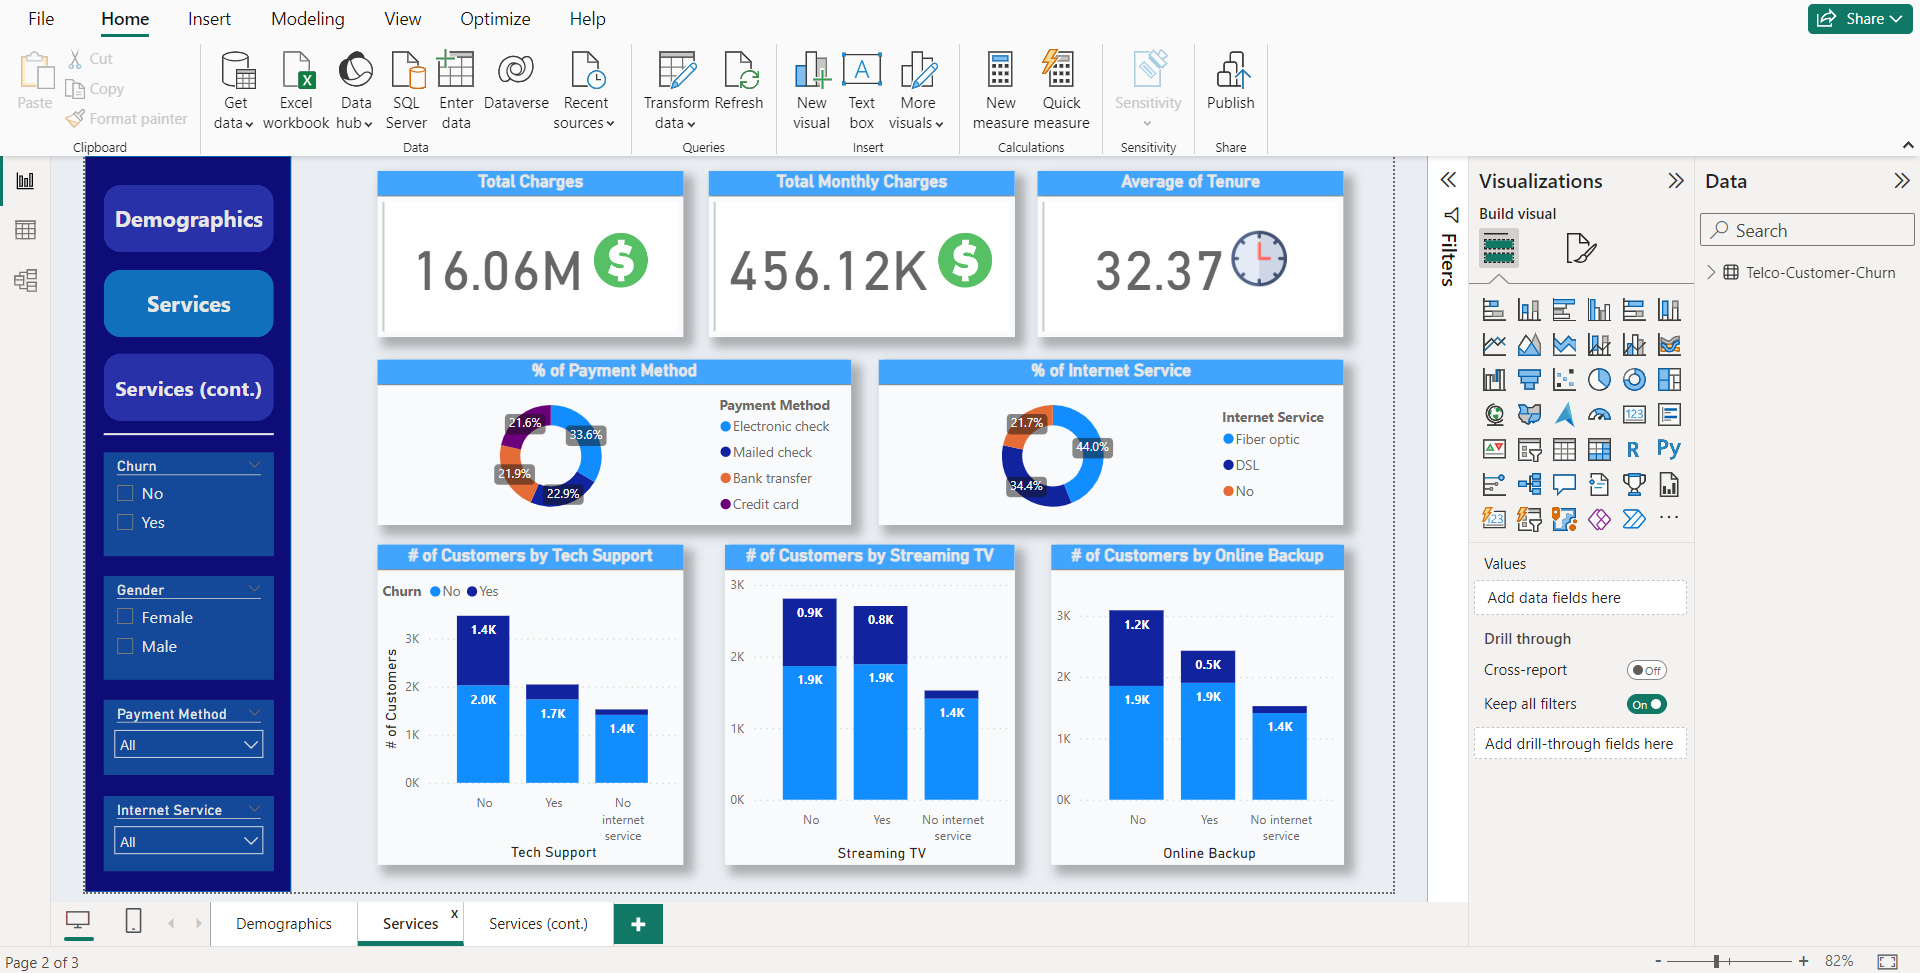 File Home Insert Modeling View Optimize Help
Share
Paste
Cut
Copy
Format painter
Clipboard
Get data
Excel workbook
Data hub
SQL Server
Enter data
Dataverse
Recent sources
Data
Transform data
Refresh
Queries
New visual
Text box
More visuals
Insert
New measure
Quick measure
Calculations
Sensitivity
Sensitivity
Publish
Share
Demographics
Services
Services (cont.)
Churn
No
Yes
Gender
Female
Male
Payment Method
All
Internet Service
All
Total Charges
16.06M
$
Total Monthly Charges
456.12K
$
Average of Tenure
32.37
% of Payment Method
21.6%
33.6%
21.9%
22.9%
Payment Method
Electronic check
Mailed check
Bank transfer
Credit card
% of Internet Service
21.7%
44.0%
34.4%
Internet Service
Fiber optic
DSL
No
# of Customers by Tech Support
Churn No Yes
# of Customers
3K
2K
1K
0K
1.4K
2.0K
1.7K
1.4K
No
Yes
No internet service
Tech Support
# of Customers by Streaming TV
3K
2K
1K
0K
0.9K
0.8K
1.9K
1.9K
1.4K
No
Yes
No internet service
Streaming TV
# of Customers by Online Backup
3K
2K
1K
0K
1.2K
0.5K
1.9K
1.9K
1.4K
No
Yes
No internet service
Online Backup
Filters
Visualizations
Build visual
123
R
Py
123
Values
Add data fields here
Drill through
Cross-report
Off
Keep all filters
On
Add drill-through fields here
Data
Search
Telco-Customer-Churn
Demographics
Services
x
Services (cont.)
+
Page 2 of 3
- + 82%